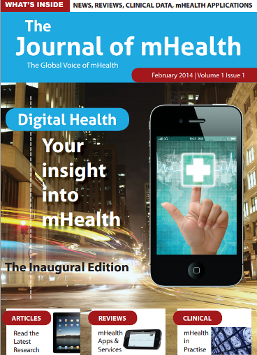 WHAT'S INSIDE NEWS, REVIEWS, CLINICAL DATA, mHEALTH APPLICATIONS
The
Journal of mHealth
The Global Voice of mHealth
February 2014 | Volume 1 Issue 1
Digital Health
Your
insight
into
mHealth
The Inaugural Edition
ARTICLES
Read the
Latest
Research
REVIEWS
mHealth
Apps &
Services
CLINICAL
mHealth
in
Practise